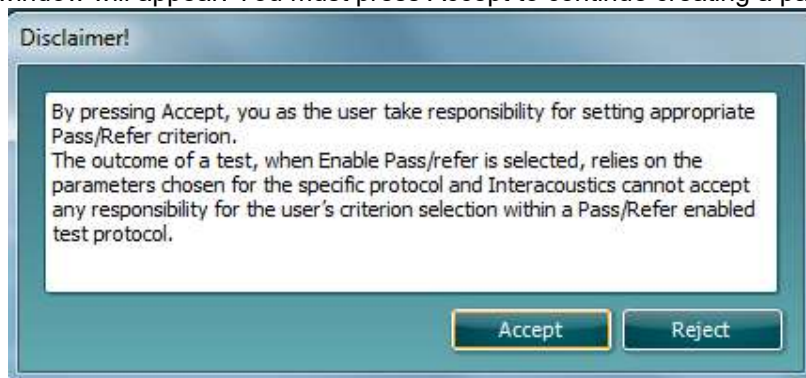 window will appear. You must press Accept to continue creating a
Disclaimer!
By pressing Accept, you as the user take responsibility for setting appropriate
Pass/Refer criterion.
The outcome of a test, when Enable Pass/refer is selected, relies on the
parameters chosen for the specific protocol and Interacoustics cannot accept
any responsibility for the user's criterion selection within a Pass/Refer enabled
test protocol.
Accept Reject